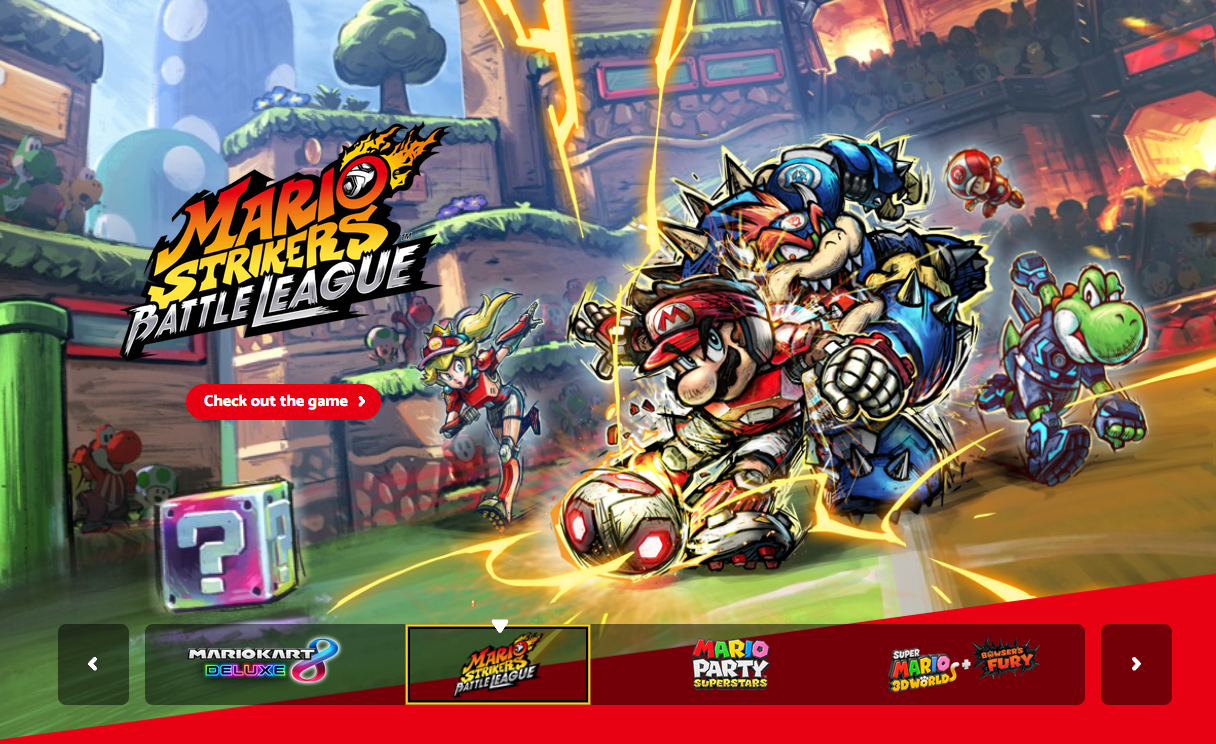 MARIO
STRIKERS
BATTLE LEAGUE
TM
Check out the game
M
?
MARIOKART 8
DELUXE
MARIO
STRIKERS
BATTLE LEAGUE
MARIO
PARTY
SUPERSTARS
SUPER
MARIO
3D WORLD
+
BOWSER'S
FURY